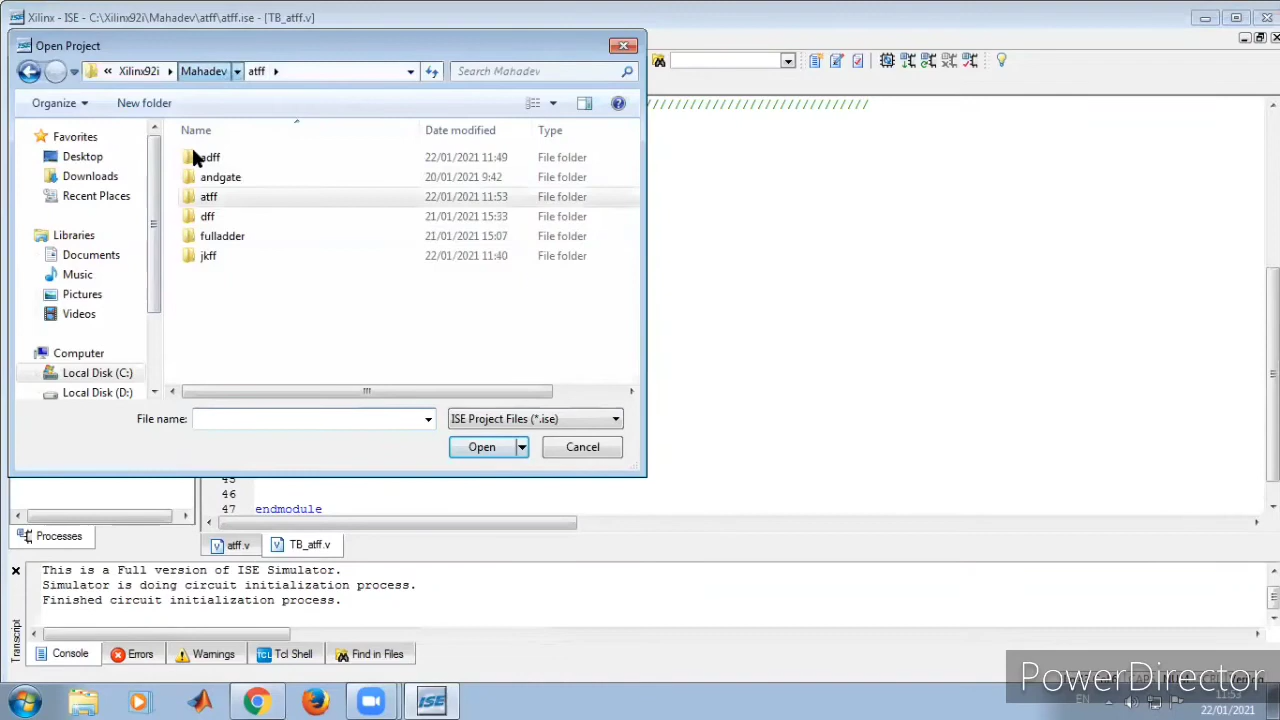 Xilinx - ISE - C:\Xilinx92i\Mahadev\atff\atff.ise - [TB_atff.v]
Open Project
« Xilinx92i Mahadev atff
Search Mahadev
Organize
New folder
Name
Date modified
Type
Favorites
Desktop
Downloads
Recent Places
Libraries
Documents
Music
Pictures
Videos
Computer
Local Disk (C:)
Local Disk (D:)
adff 22/01/2021 11:49 File folder
andgate 20/01/2021 9:42 File folder
atff 22/01/2021 11:53 File folder
dff 21/01/2021 15:33 File folder
fulladder 21/01/2021 15:07 File folder
jkff 22/01/2021 11:40 File folder
File name:
ISE Project Files (*.ise)
Open
Cancel
//////////////////////////////
45
46
47 endmodule
Processes
atff.v
TB_atff.v
This is a Full version of ISE Simulator.
Simulator is doing circuit initialization process.
Finished circuit initialization process.
Transcript
Console
Errors
Warnings
Tcl Shell
Find in Files
PowerDirector
EN
11:53
22/01/2021